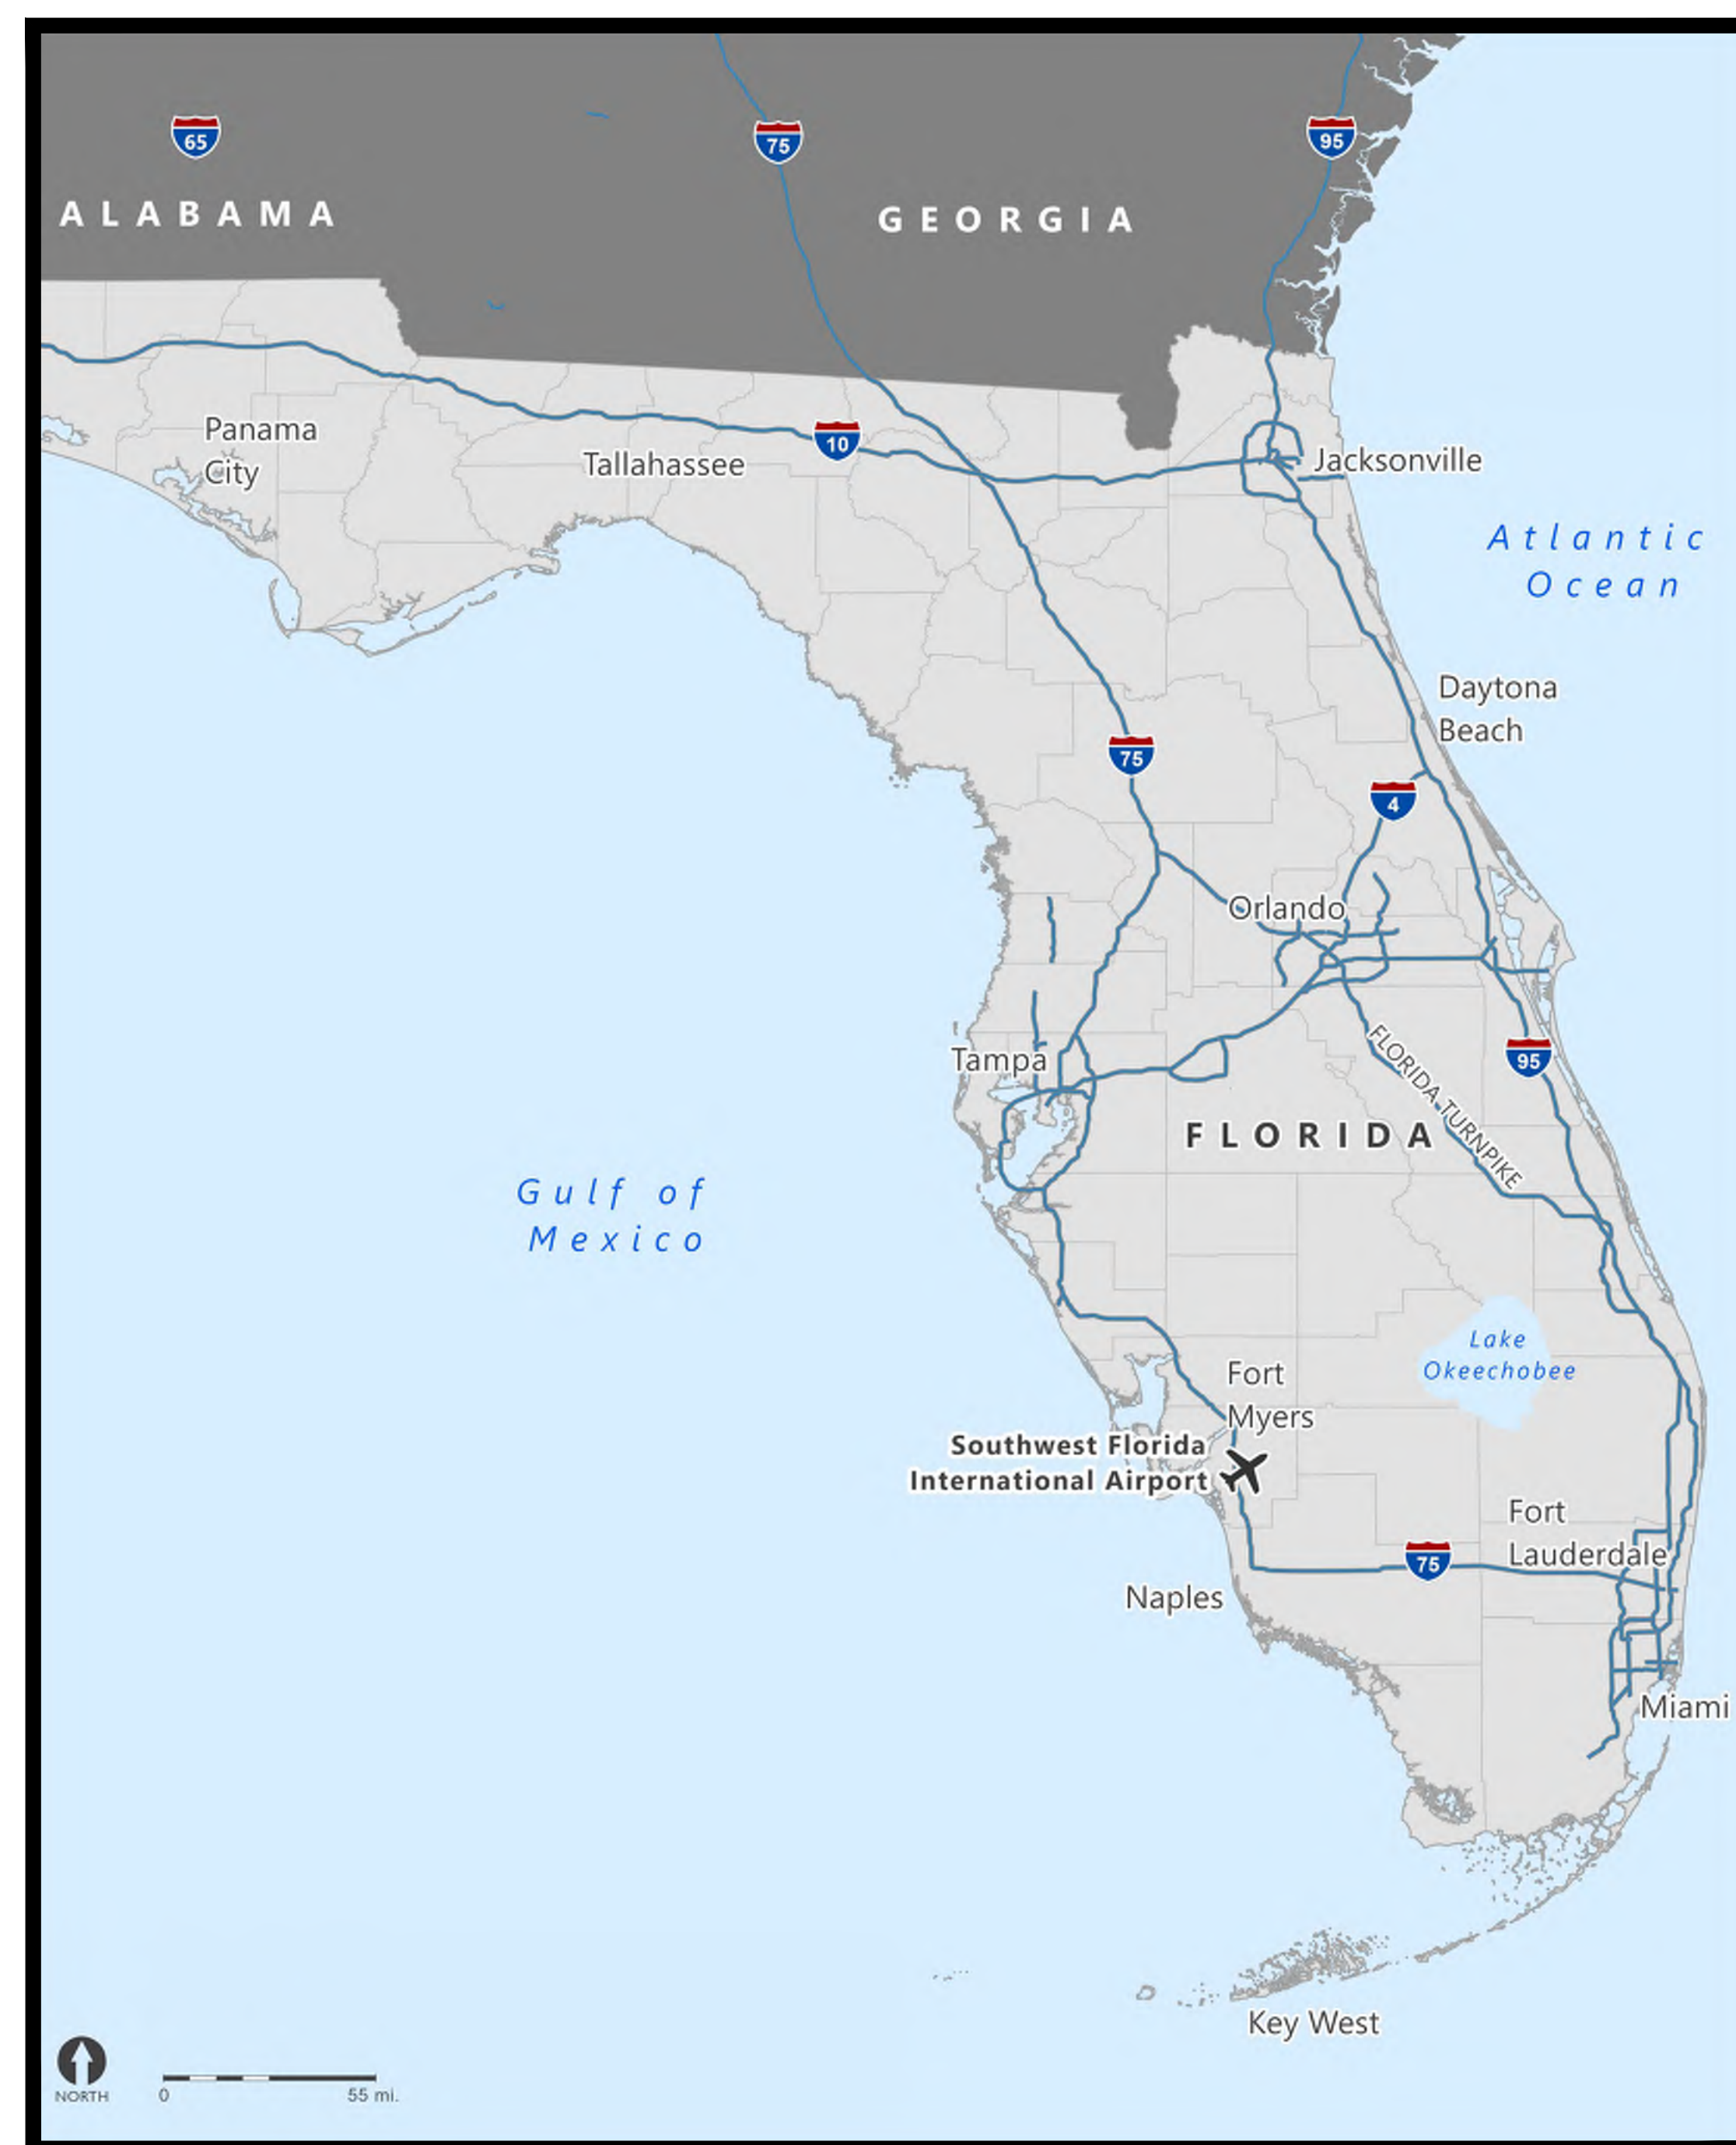 65
75
95
ALABAMA
GEORGIA
Panama
City
Tallahassee
10
Jacksonville
Atlantic
Ocean
Daytona
Beach
75
4
Orlando
Tampa
FLORIDA TURNPIKE
95
FLORIDA
Gulf of
Mexico
Lake
Okeechobee
Fort
Myers
Southwest Florida
International Airport
Fort
Lauderdale
75
Naples
Miami
Key West
NORTH
0 55 mi.